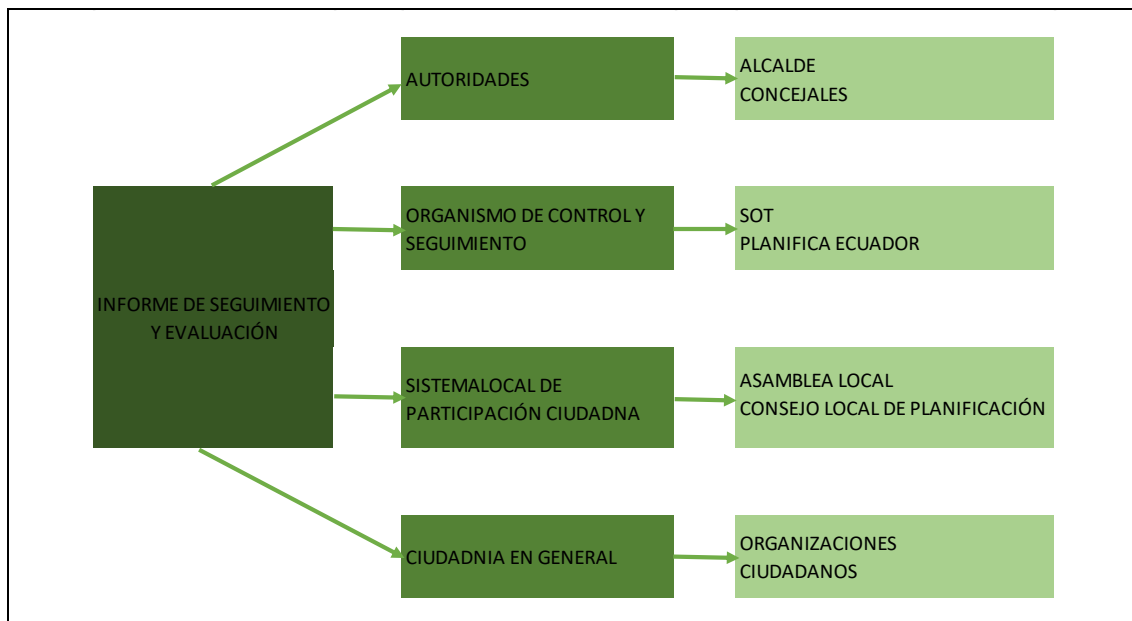 AUTORIDADES
ALCALDE
CONCEJALES
ORGANISMO DE CONTROL Y
SEGUIMIENTO
SOT
PLANIFICA ECUADOR
INFORME DE SEGUIMIENTO
Y EVALUACIÓN
SISTEMALOCAL DE
PARTICIPACIÓN CIUDADNA
ASAMBLEA LOCAL
CONSEJO LOCAL DE PLANIFICACIÓN
CIUDADNIA EN GENERAL
ORGANIZACIONES
CIUDADANOS